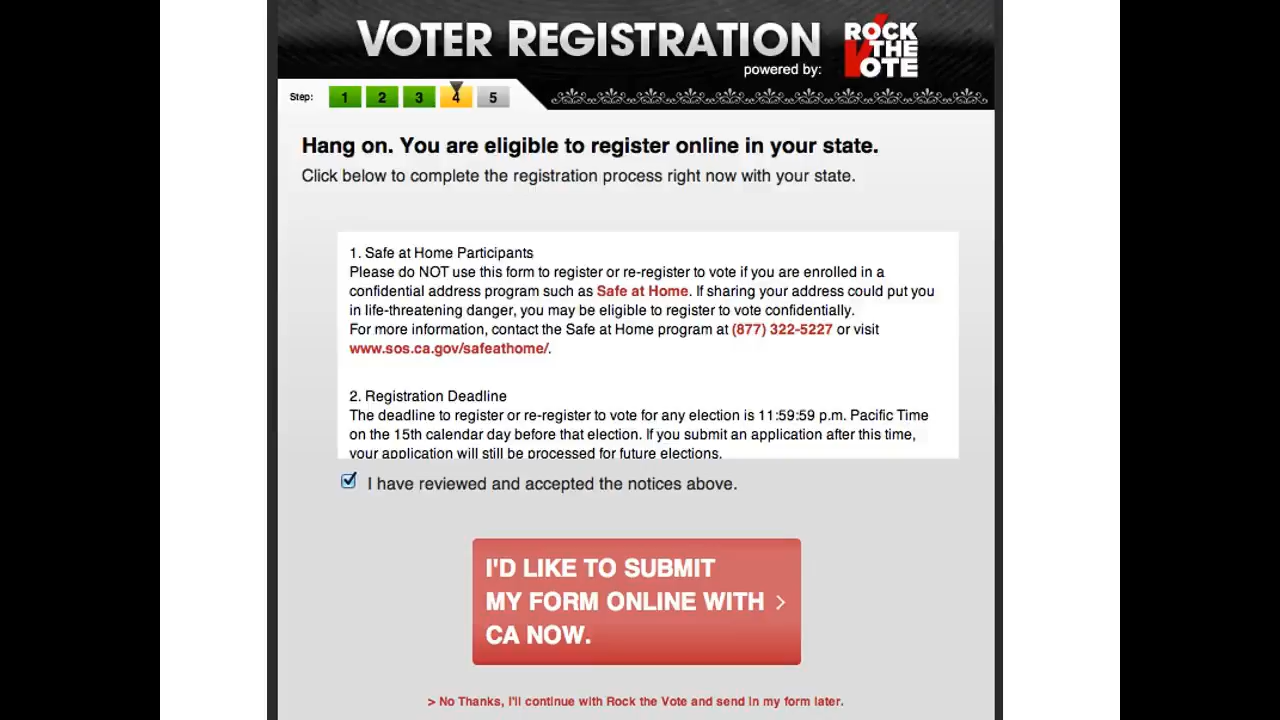 VOTER REGISTRATION
powered by:
ROCK
THE
VOTE
Step: 1 2 3 4 5
Hang on. You are eligible to register online in your state.
Click below to complete the registration process right now with your state.
1. Safe at Home Participants
Please do NOT use this form to register or re-register to vote if you are enrolled in a
confidential address program such as Safe at Home. If sharing your address could put you
in life-threatening danger, you may be eligible to register to vote confidentially.
For more information, contact the Safe at Home program at (877) 322-5227 or visit
www.sos.ca.gov/safeathome/.
2. Registration Deadline
The deadline to register or re-register to vote for any election is 11:59:59 p.m. Pacific Time
on the 15th calendar day before that election. If you submit an application after this time,
your application will still be processed for future elections.
I have reviewed and accepted the notices above.
I'D LIKE TO SUBMIT
MY FORM ONLINE WITH >
CA NOW.
> No Thanks, I'll continue with Rock the Vote and send in my form later.